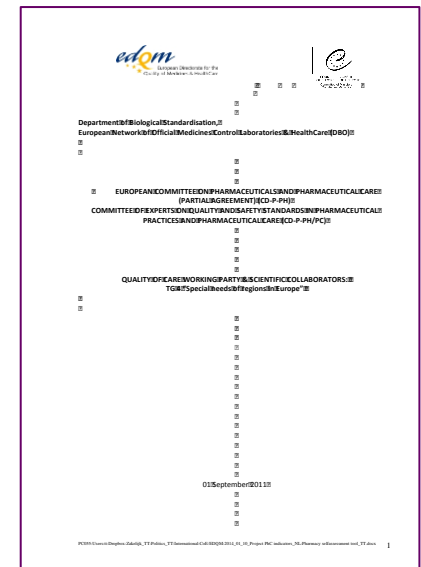 edqm
European Directorate for the
Quality of Medicines & HealthCare
Department of Biological Standardisation,
European Network of Official Medicines Control Laboratories & HealthCare (DBO)
EUROPEAN COMMITTEE ON PHARMACEUTICALS AND PHARMACEUTICAL CARE
(PARTIAL AGREEMENT) (CD-P-PH)
COMMITTEE OF EXPERTS ON QUALITY AND SAFETY STANDARDS IN PHARMACEUTICAL
PRACTICES AND PHARMACEUTICAL CARE (CD-P-PH/PC)
QUALITY OF CARE WORKING PARTY & SCIENTIFIC COLLABORATORS:
TG 4 "Special needs of regions in Europe"
01 September 2011
1